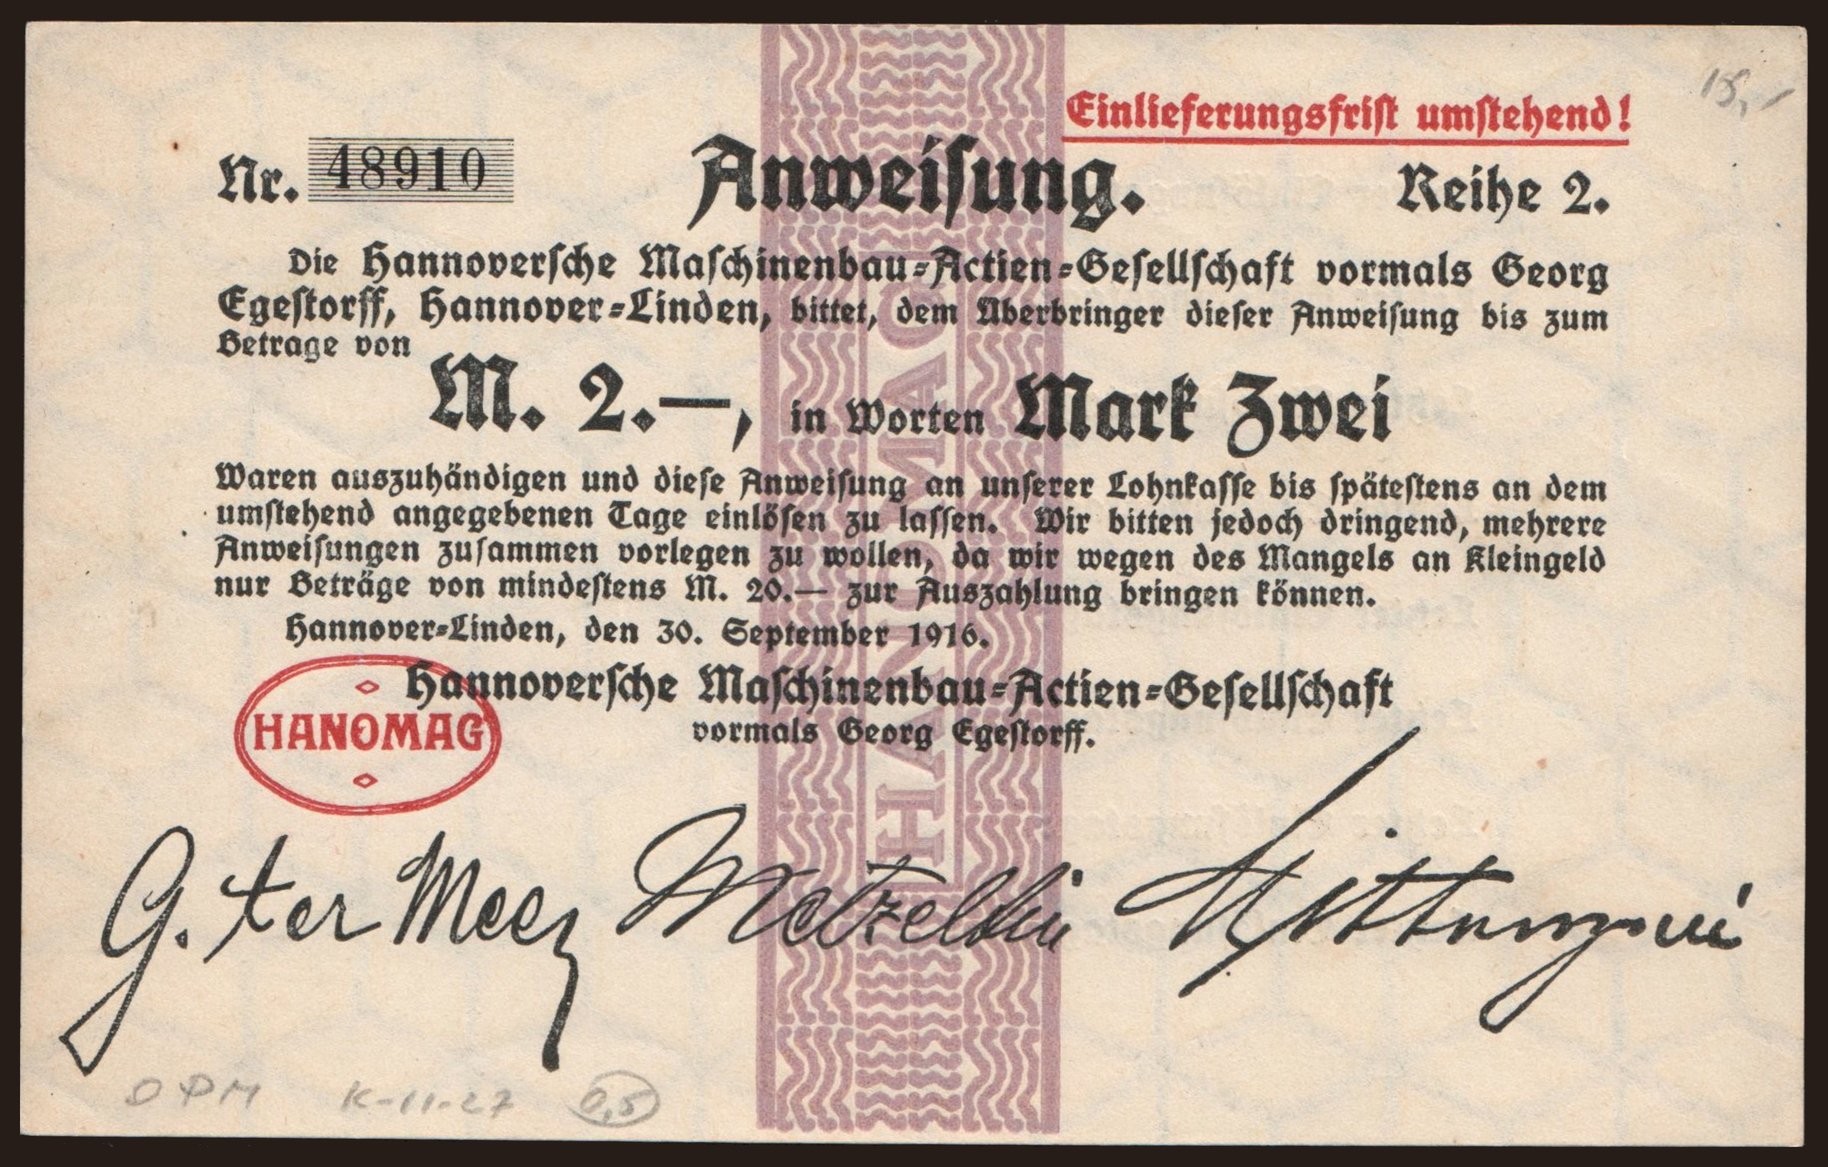 Einlieferungsfrist umstehend!
15,-
Nr. 48910 Anweisung. Reihe 2.
Die Hannoversche Maschinenbau-Actien-Gesellschaft vormals Georg
Egestorff, Hannover-Linden, bittet, dem Überbringer dieser Anweisung bis zum
Betrage von
M. 2.—, in Worten Mark Zwei
Waren auszuhändigen und diese Anweisung an unserer Lohnkasse bis spätestens an dem
umstehend angegebenen Tage einlösen zu lassen. Wir bitten jedoch dringend, mehrere
Anweisungen zusammen vorlegen zu wollen, da wir wegen des Mangels an Kleingeld
nur Beträge von mindestens M. 20.— zur Auszahlung bringen können.
Hannover-Linden, den 30. September 1916.
Hannoversche Maschinenbau-Actien-Gesellschaft
vormals Georg Egestorff.
HANOMAG
HANOMAG
G. ter Meer Metzeltin
K-11-27 0,5